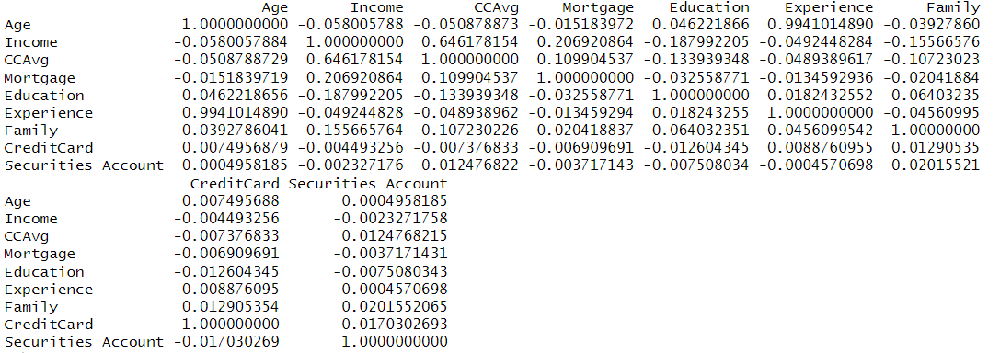 Age Income CCAvg Mortgage Education Experience Family
Age 1.0000000000 -0.058005788 -0.050878873 -0.015183972 0.046221866 0.9941014890 -0.03927860
Income -0.0580057884 1.000000000 0.646178154 0.206920864 -0.187992205 -0.0492448284 -0.15566576
CCAvg -0.0508788729 0.646178154 1.000000000 0.109904537 -0.133939348 -0.0489389617 -0.10723023
Mortgage -0.0151839719 0.206920864 0.109904537 1.000000000 -0.032558771 -0.0134592936 -0.02041884
Education 0.0462218656 -0.187992205 -0.133939348 -0.032558771 1.000000000 0.0182432552 0.06403235
Experience 0.9941014890 -0.049244828 -0.048938962 -0.013459294 0.018243255 1.0000000000 -0.04560995
Family -0.0392786041 -0.155665764 -0.107230226 -0.020418837 0.064032351 -0.0456099542 1.00000000
CreditCard 0.0074956879 -0.004493256 -0.007376833 -0.006909691 -0.012604345 0.0088760955 0.01290535
Securities Account 0.0004958185 -0.002327176 0.012476822 -0.003717143 -0.007508034 -0.0004570698 0.02015521
CreditCard Securities Account
Age 0.007495688 0.0004958185
Income -0.004493256 -0.0023271758
CCAvg -0.007376833 0.0124768215
Mortgage -0.006909691 -0.0037171431
Education -0.012604345 -0.0075080343
Experience 0.008876095 -0.0004570698
Family 0.012905354 0.0201552065
CreditCard 1.000000000 -0.0170302693
Securities Account -0.017030269 1.0000000000